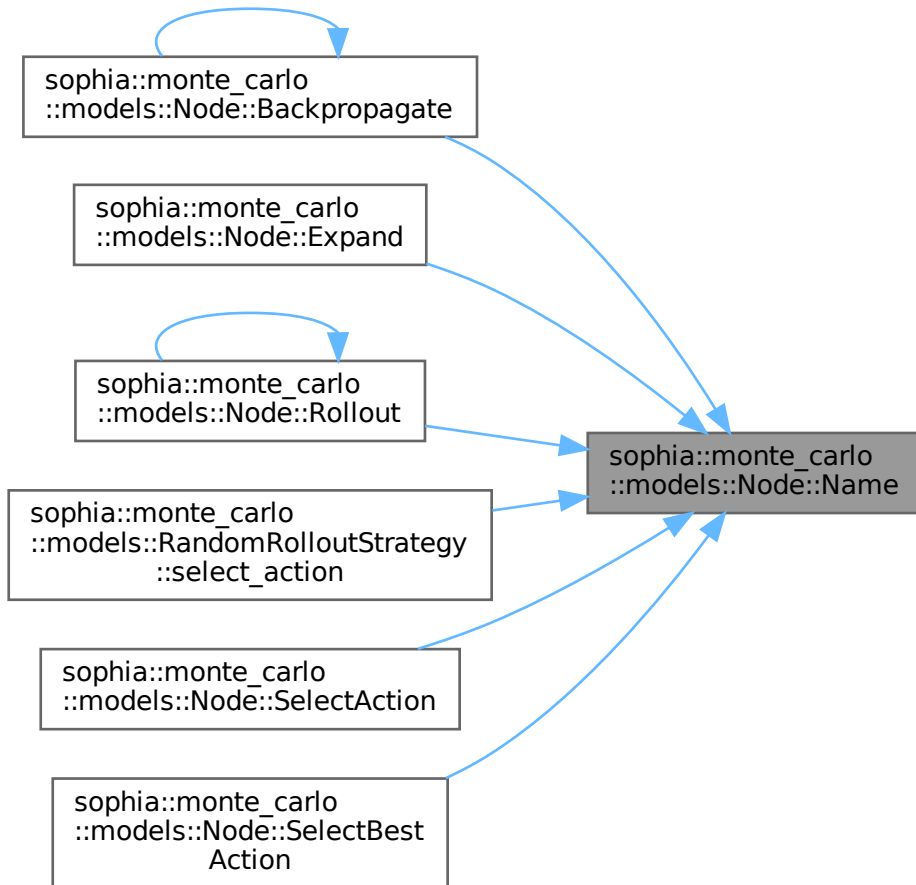 sophia::monte_carlo
::models::Node::Backpropagate
sophia::monte_carlo
::models::Node::Expand
sophia::monte_carlo
::models::Node::Rollout
sophia::monte_carlo
::models::Node::Name
sophia::monte_carlo
::models::RandomRolloutStrategy
::select_action
sophia::monte_carlo
::models::Node::SelectAction
sophia::monte_carlo
::models::Node::SelectBest
Action